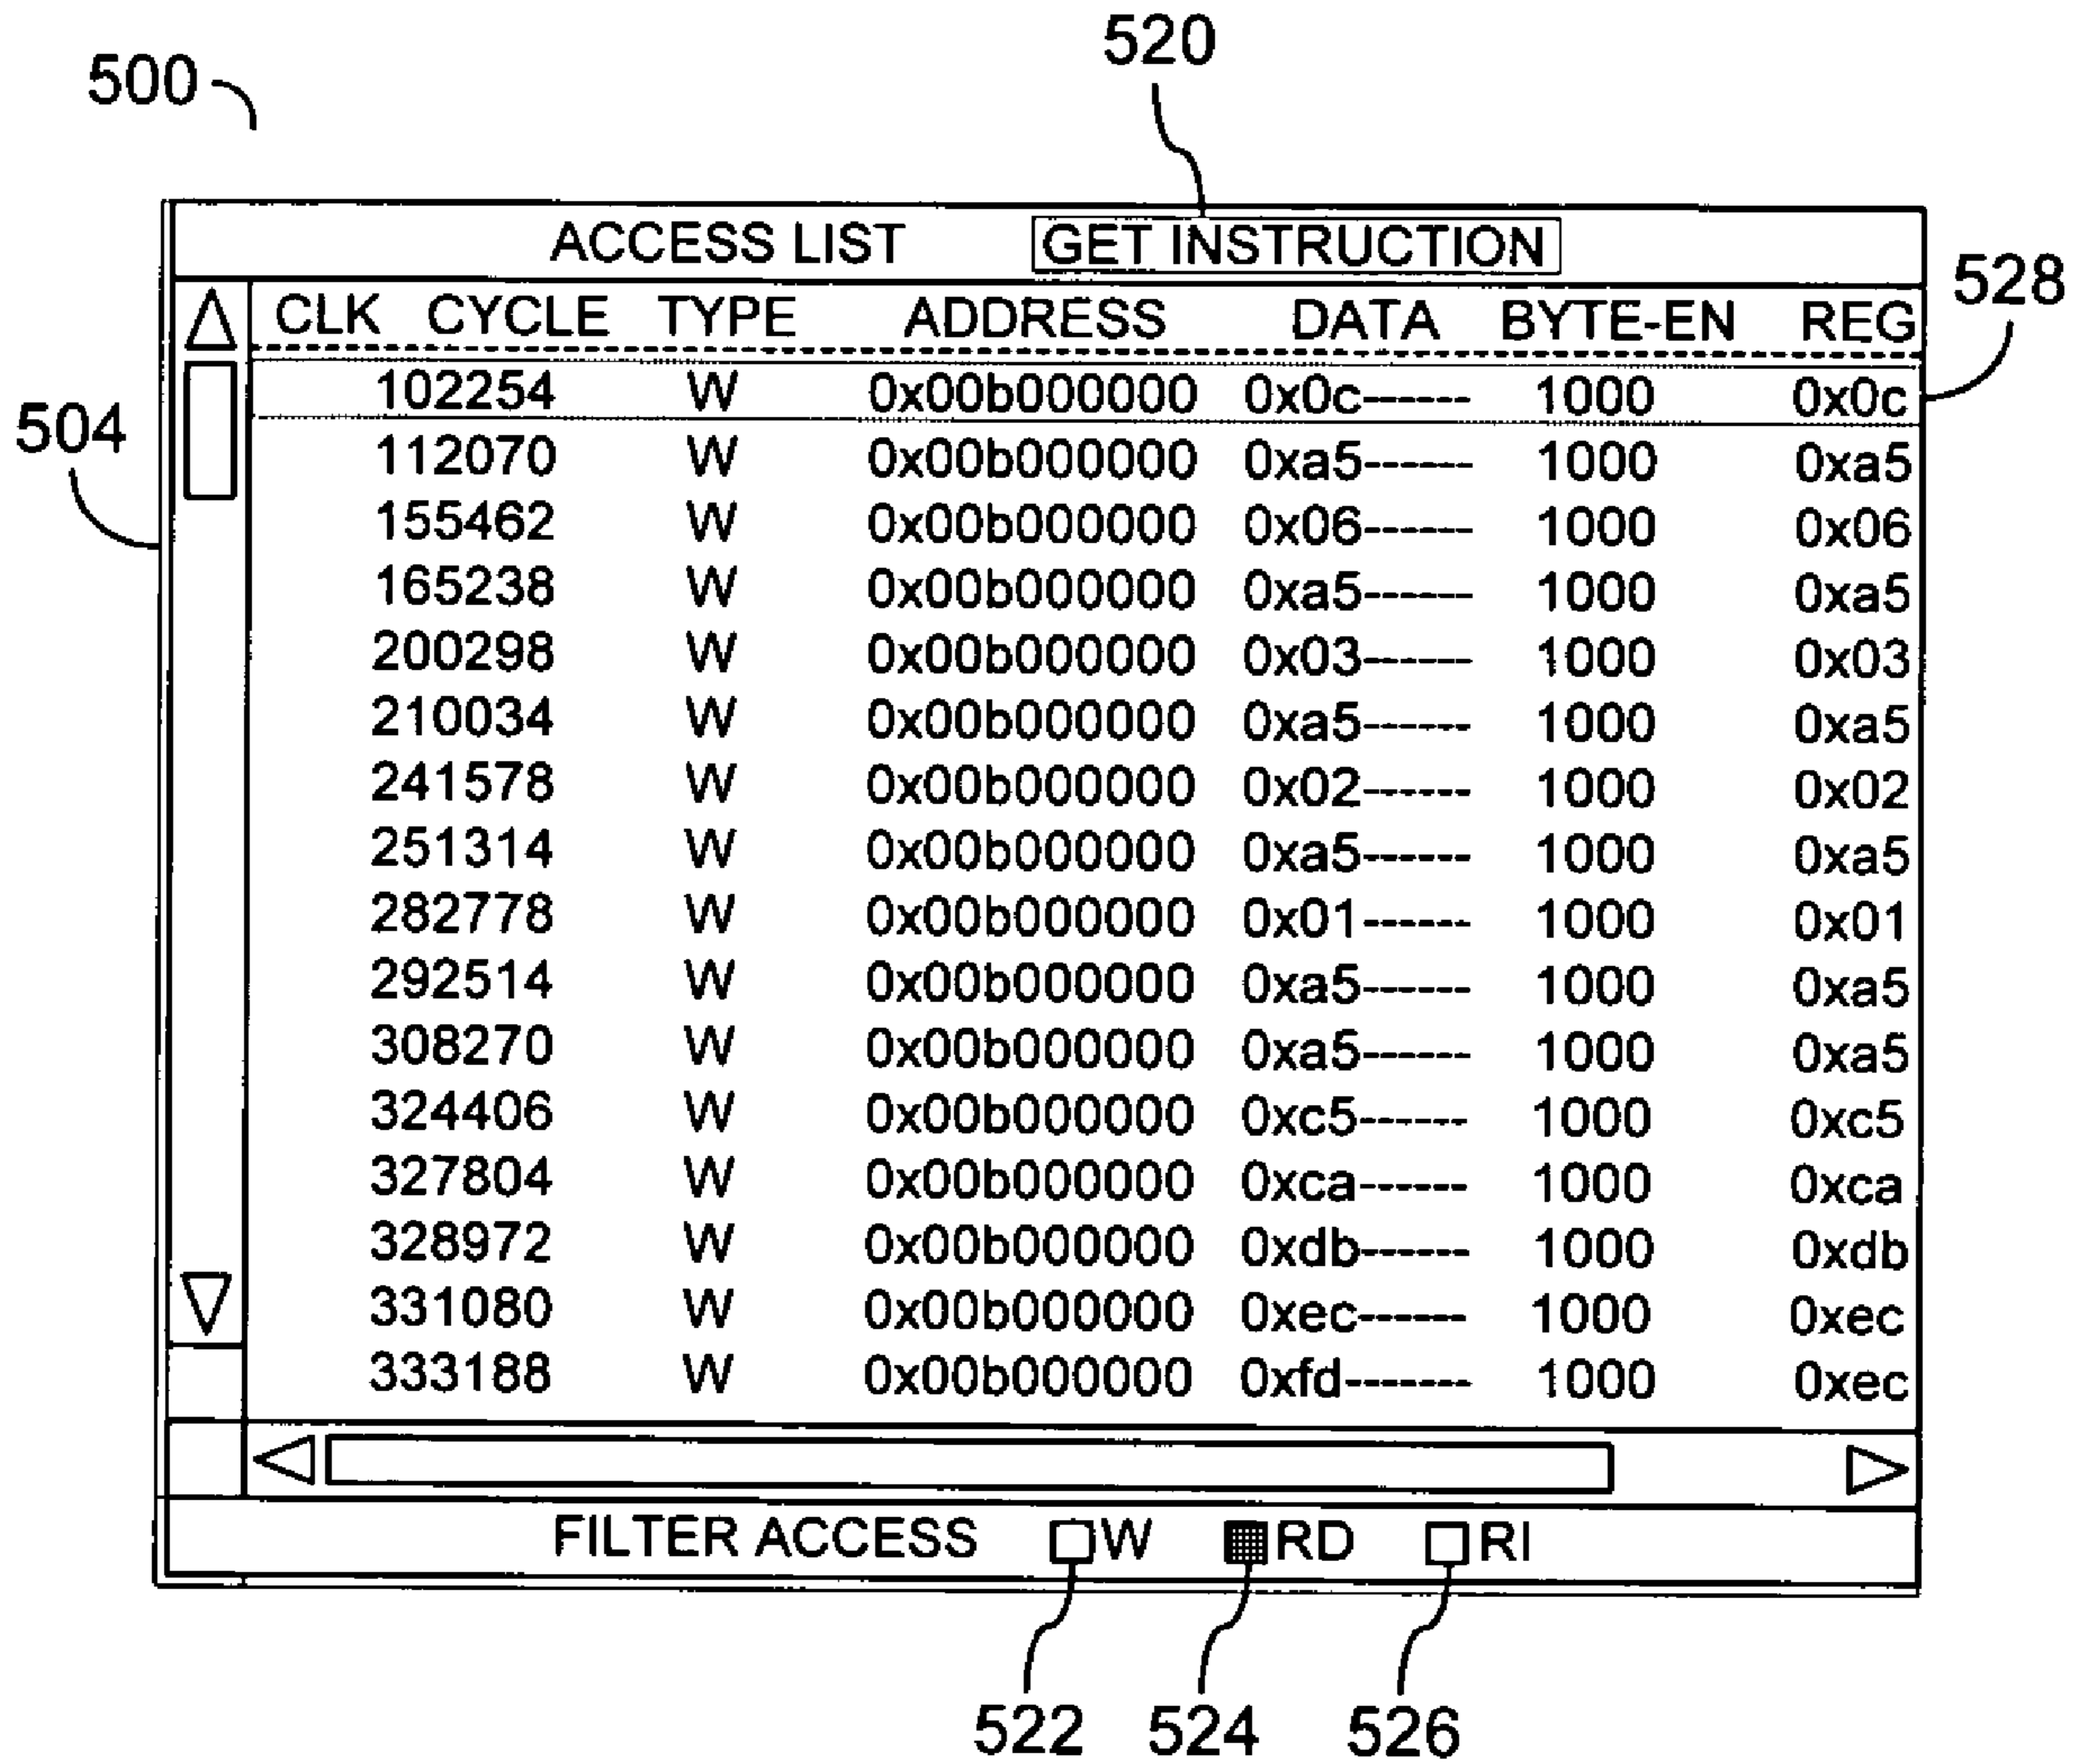 520
500
ACCESS LIST GET INSTRUCTION
528
CLK CYCLE TYPE ADDRESS DATA BYTE-EN REG
102254 W 0x00b000000 0x0c------ 1000 0x0c
504
112070 W 0x00b000000 0xa5------ 1000 0xa5
155462 W 0x00b000000 0x06------ 1000 0x06
165238 W 0x00b000000 0xa5------ 1000 0xa5
200298 W 0x00b000000 0x03------ 1000 0x03
210034 W 0x00b000000 0xa5------ 1000 0xa5
241578 W 0x00b000000 0x02------ 1000 0x02
251314 W 0x00b000000 0xa5------ 1000 0xa5
282778 W 0x00b000000 0x01------ 1000 0x01
292514 W 0x00b000000 0xa5------ 1000 0xa5
308270 W 0x00b000000 0xa5------ 1000 0xa5
324406 W 0x00b000000 0xc5------ 1000 0xc5
327804 W 0x00b000000 0xca------ 1000 0xca
328972 W 0x00b000000 0xdb------ 1000 0xdb
331080 W 0x00b000000 0xec------ 1000 0xec
333188 W 0x00b000000 0xfd------- 1000 0xec
FILTER ACCESS W RD RI
522 524 526